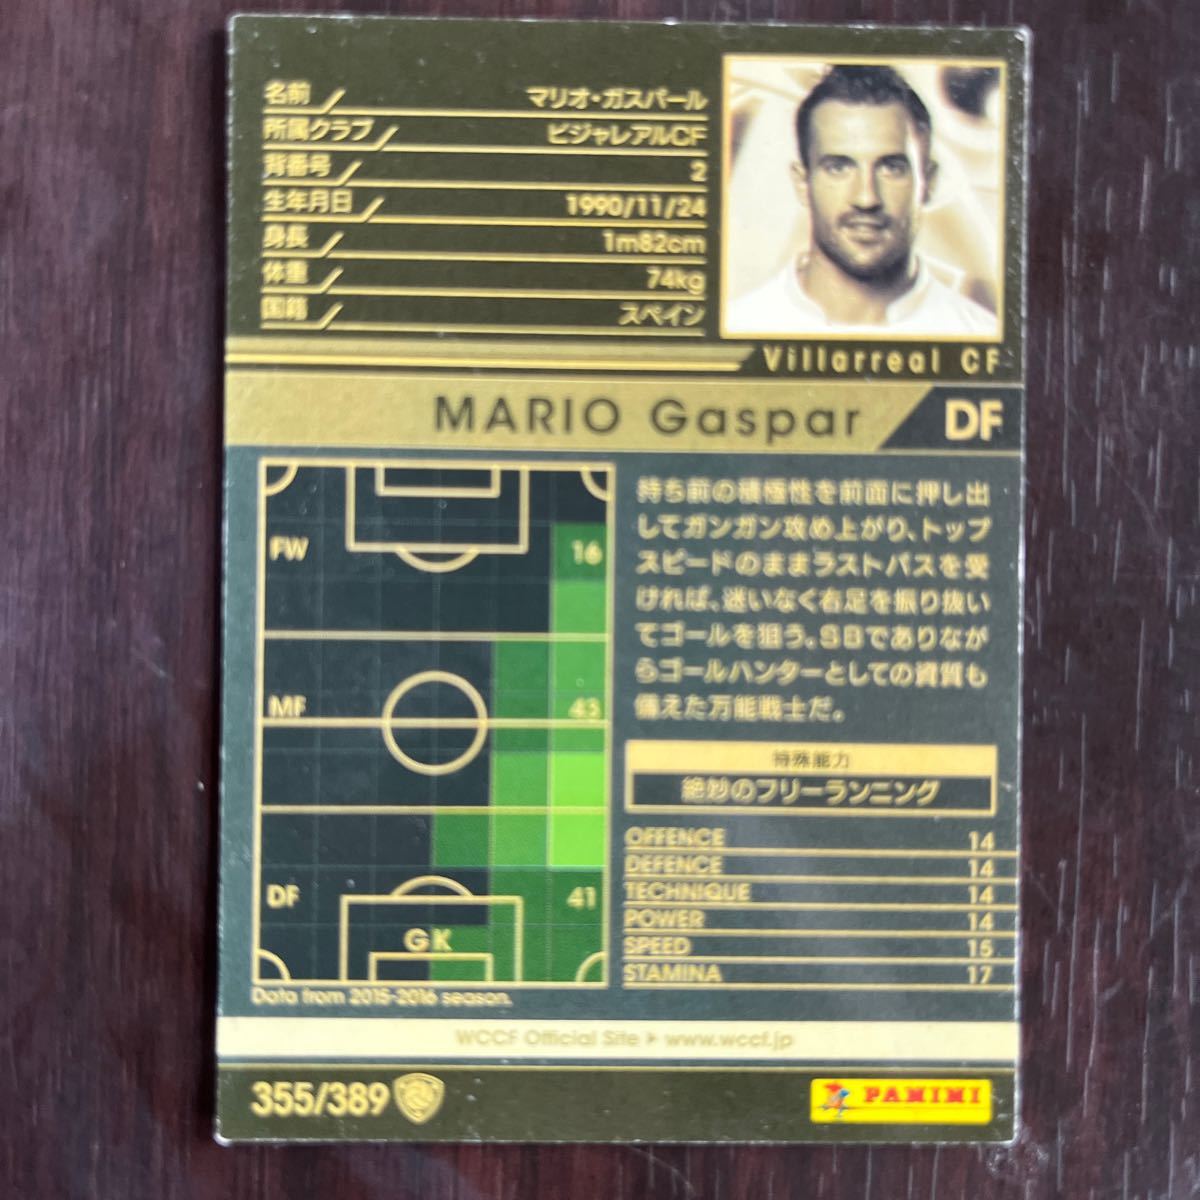 名前 マリオ・ガスパール
所属クラブ ビジャレアルCF
背番号 2
生年月日 1990/11/24
身長 1m82cm
体重 74kg
国籍 スペイン
Villarreal CF
MARIO Gaspar DF
FW 16
MF 43
DF 41
GK
Data from 2015-2016 season.
持ち前の積極性を前面に押し出
してガンガン攻め上がり、トップ
スピードのままラストパスを受
ければ、迷いなく右足を振り抜い
てゴールを狙う。SBでありなが
らゴールハンターとしての資質も
備えた万能戦士だ。
特殊能力
絶妙のフリーランニング
OFFENCE 14
DEFENCE 14
TECHNIQUE 14
POWER 14
SPEED 15
STAMINA 17
WCCF Official Site ▶ www.wccf.jp
355/389
PANINI